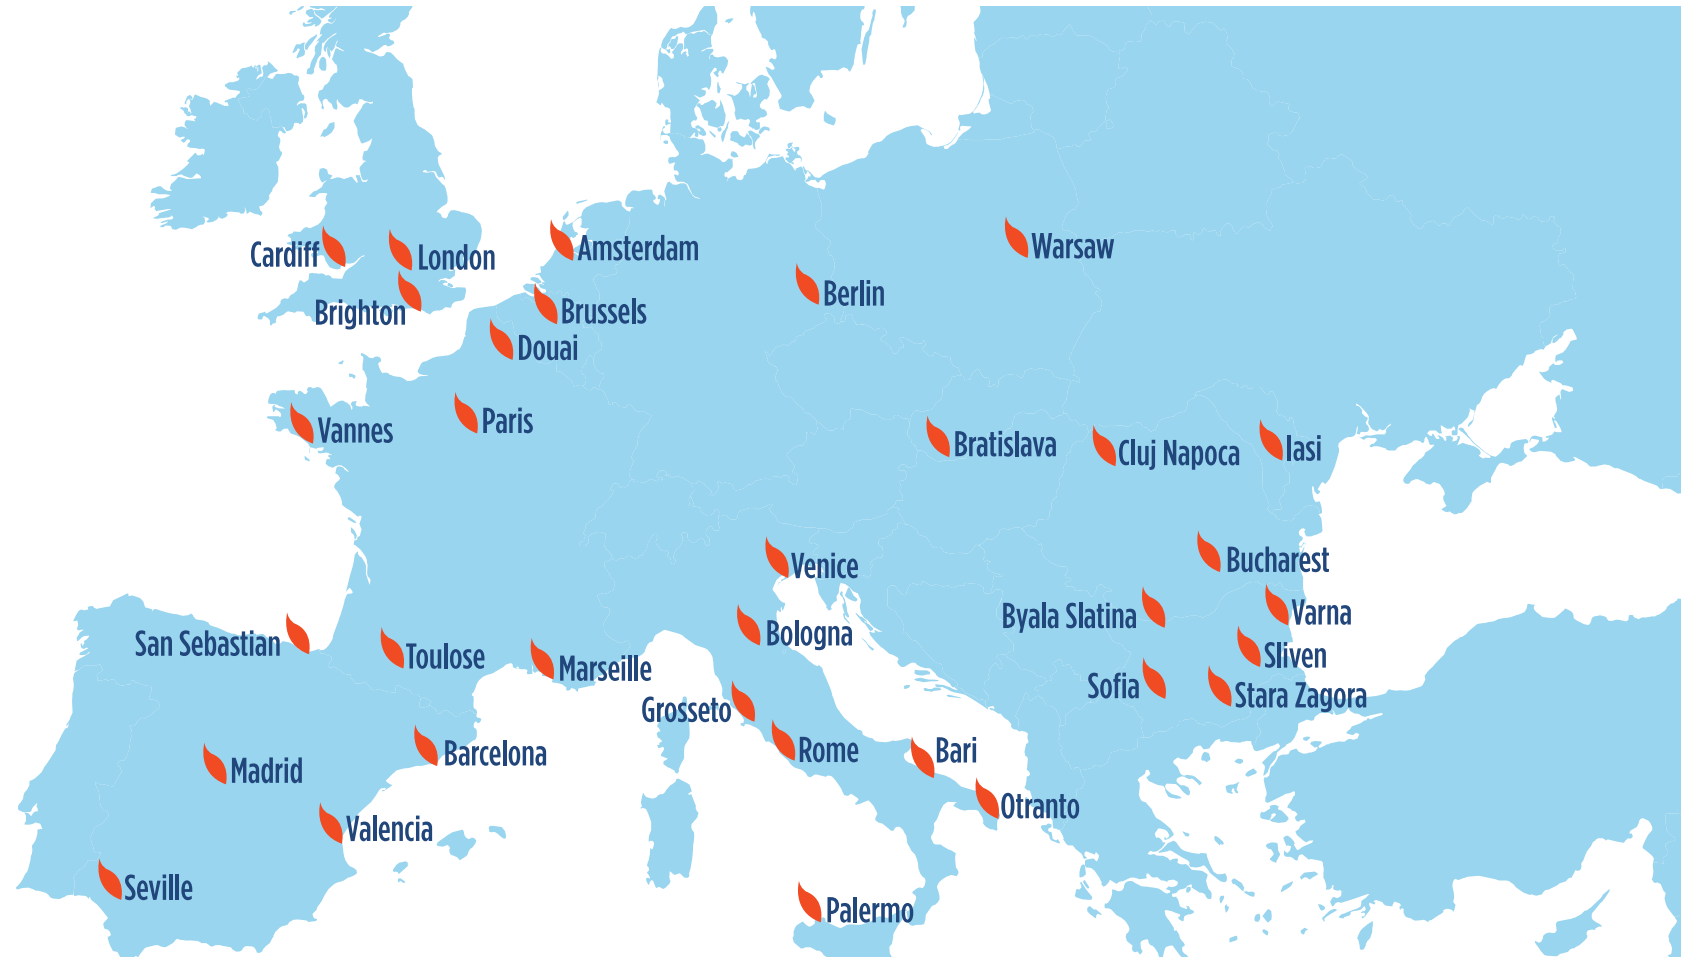 Cardiff
London
Amsterdam
Warsaw
Berlin
Brighton
Brussels
Douai
Paris
Vannes
Bratislava
Cluj Napoca
Iasi
Venice
Bucharest
Byala Slatina
Varna
San Sebastian
Toulose
Marseille
Bologna
Sliven
Sofia
Stara Zagora
Grosseto
Rome
Bari
Barcelona
Madrid
Otranto
Valencia
Seville
Palermo